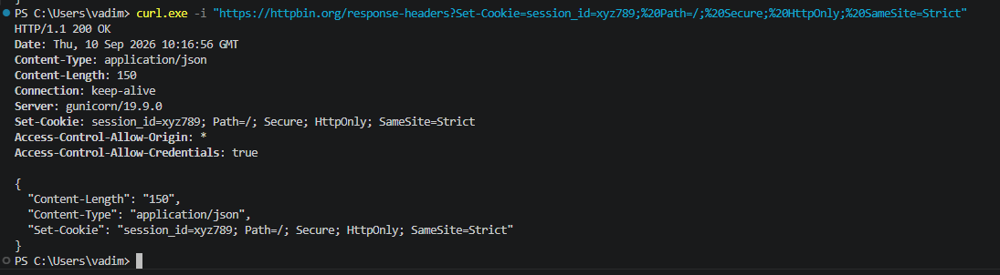 PS C:\Users\vadim> curl.exe -i "https://httpbin.org/response-headers?Set-Cookie=session_id=xyz789;%20Path=/;%20Secure;%20HttpOnly;%20SameSite=Strict"
HTTP/1.1 200 OK
Date: Thu, 10 Sep 2026 10:16:56 GMT
Content-Type: application/json
Content-Length: 150
Connection: keep-alive
Server: gunicorn/19.9.0
Set-Cookie: session_id=xyz789; Path=/; Secure; HttpOnly; SameSite=Strict
Access-Control-Allow-Origin: *
Access-Control-Allow-Credentials: true

{
  "Content-Length": "150",
  "Content-Type": "application/json",
  "Set-Cookie": "session_id=xyz789; Path=/; Secure; HttpOnly; SameSite=Strict"
}
PS C:\Users\vadim>